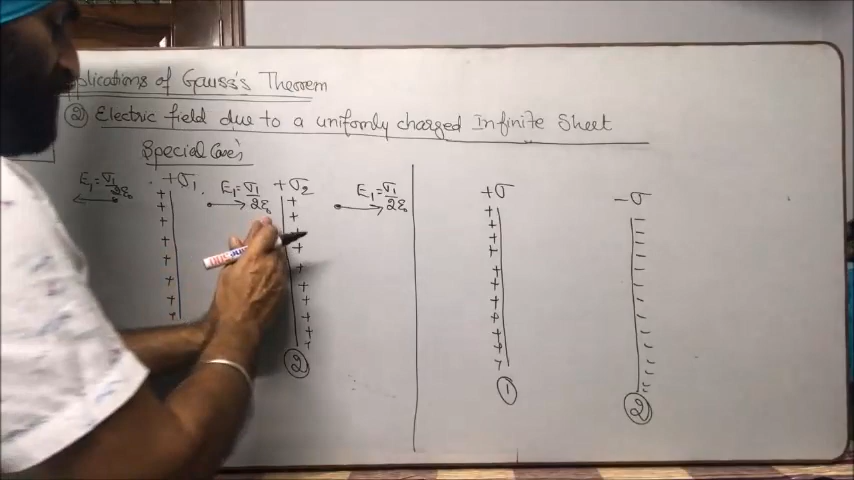 plications of Gauss's Theorem
② Electric field due to a uniformly charged Infinite Sheet
Special Case's
E₁ = σ₁/2ε₀
+σ₁
E₁ = σ₁/2ε₀
+σ₂
E₁ = σ₁/2ε₀
+σ
-σ
②
①
②